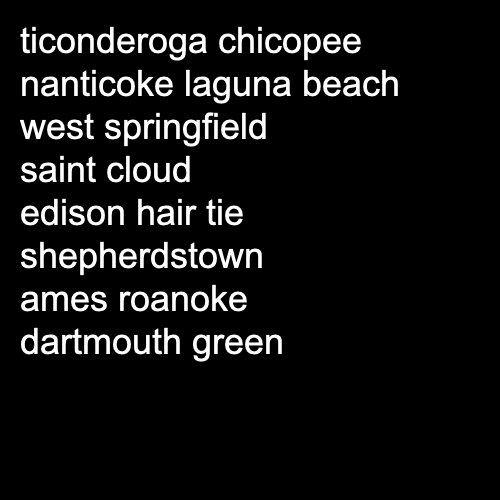 ticonderoga chicopee
nanticoke laguna beach
west springfield
saint cloud
edison hair tie
shepherdstown
ames roanoke
dartmouth green